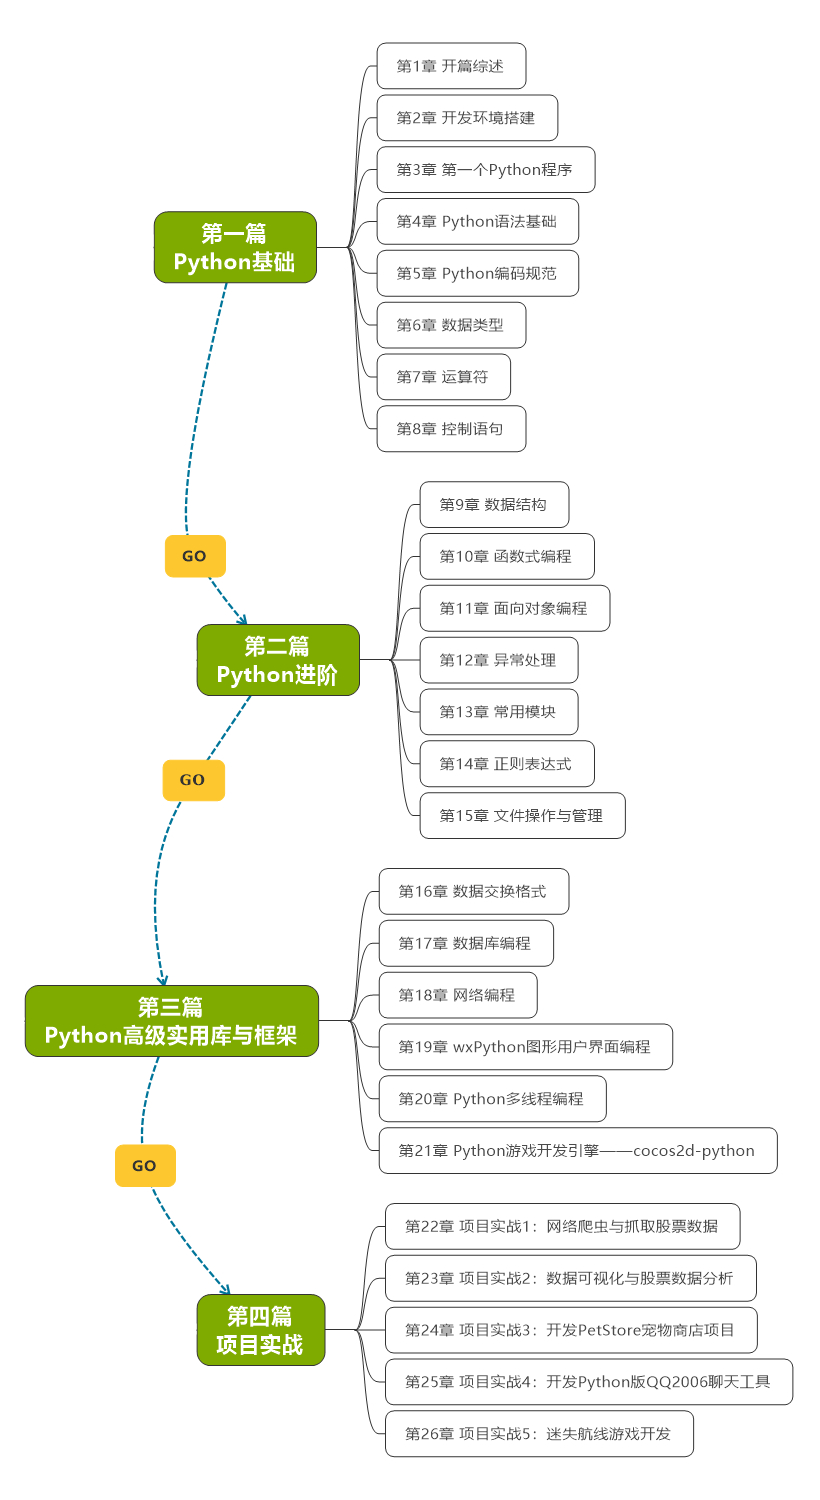 第一篇
Python基础
第1章 开篇综述
第2章 开发环境搭建
第3章 第一个Python程序
第4章 Python语法基础
第5章 Python编码规范
第6章 数据类型
第7章 运算符
第8章 控制语句
GO
第二篇
Python进阶
第9章 数据结构
第10章 函数式编程
第11章 面向对象编程
第12章 异常处理
第13章 常用模块
第14章 正则表达式
第15章 文件操作与管理
GO
第三篇
Python高级实用库与框架
第16章 数据交换格式
第17章 数据库编程
第18章 网络编程
第19章 wxPython图形用户界面编程
第20章 Python多线程编程
第21章 Python游戏开发引擎——cocos2d-python
GO
第四篇
项目实战
第22章 项目实战1：网络爬虫与抓取股票数据
第23章 项目实战2：数据可视化与股票数据分析
第24章 项目实战3：开发PetStore宠物商店项目
第25章 项目实战4：开发Python版QQ2006聊天工具
第26章 项目实战5：迷失航线游戏开发